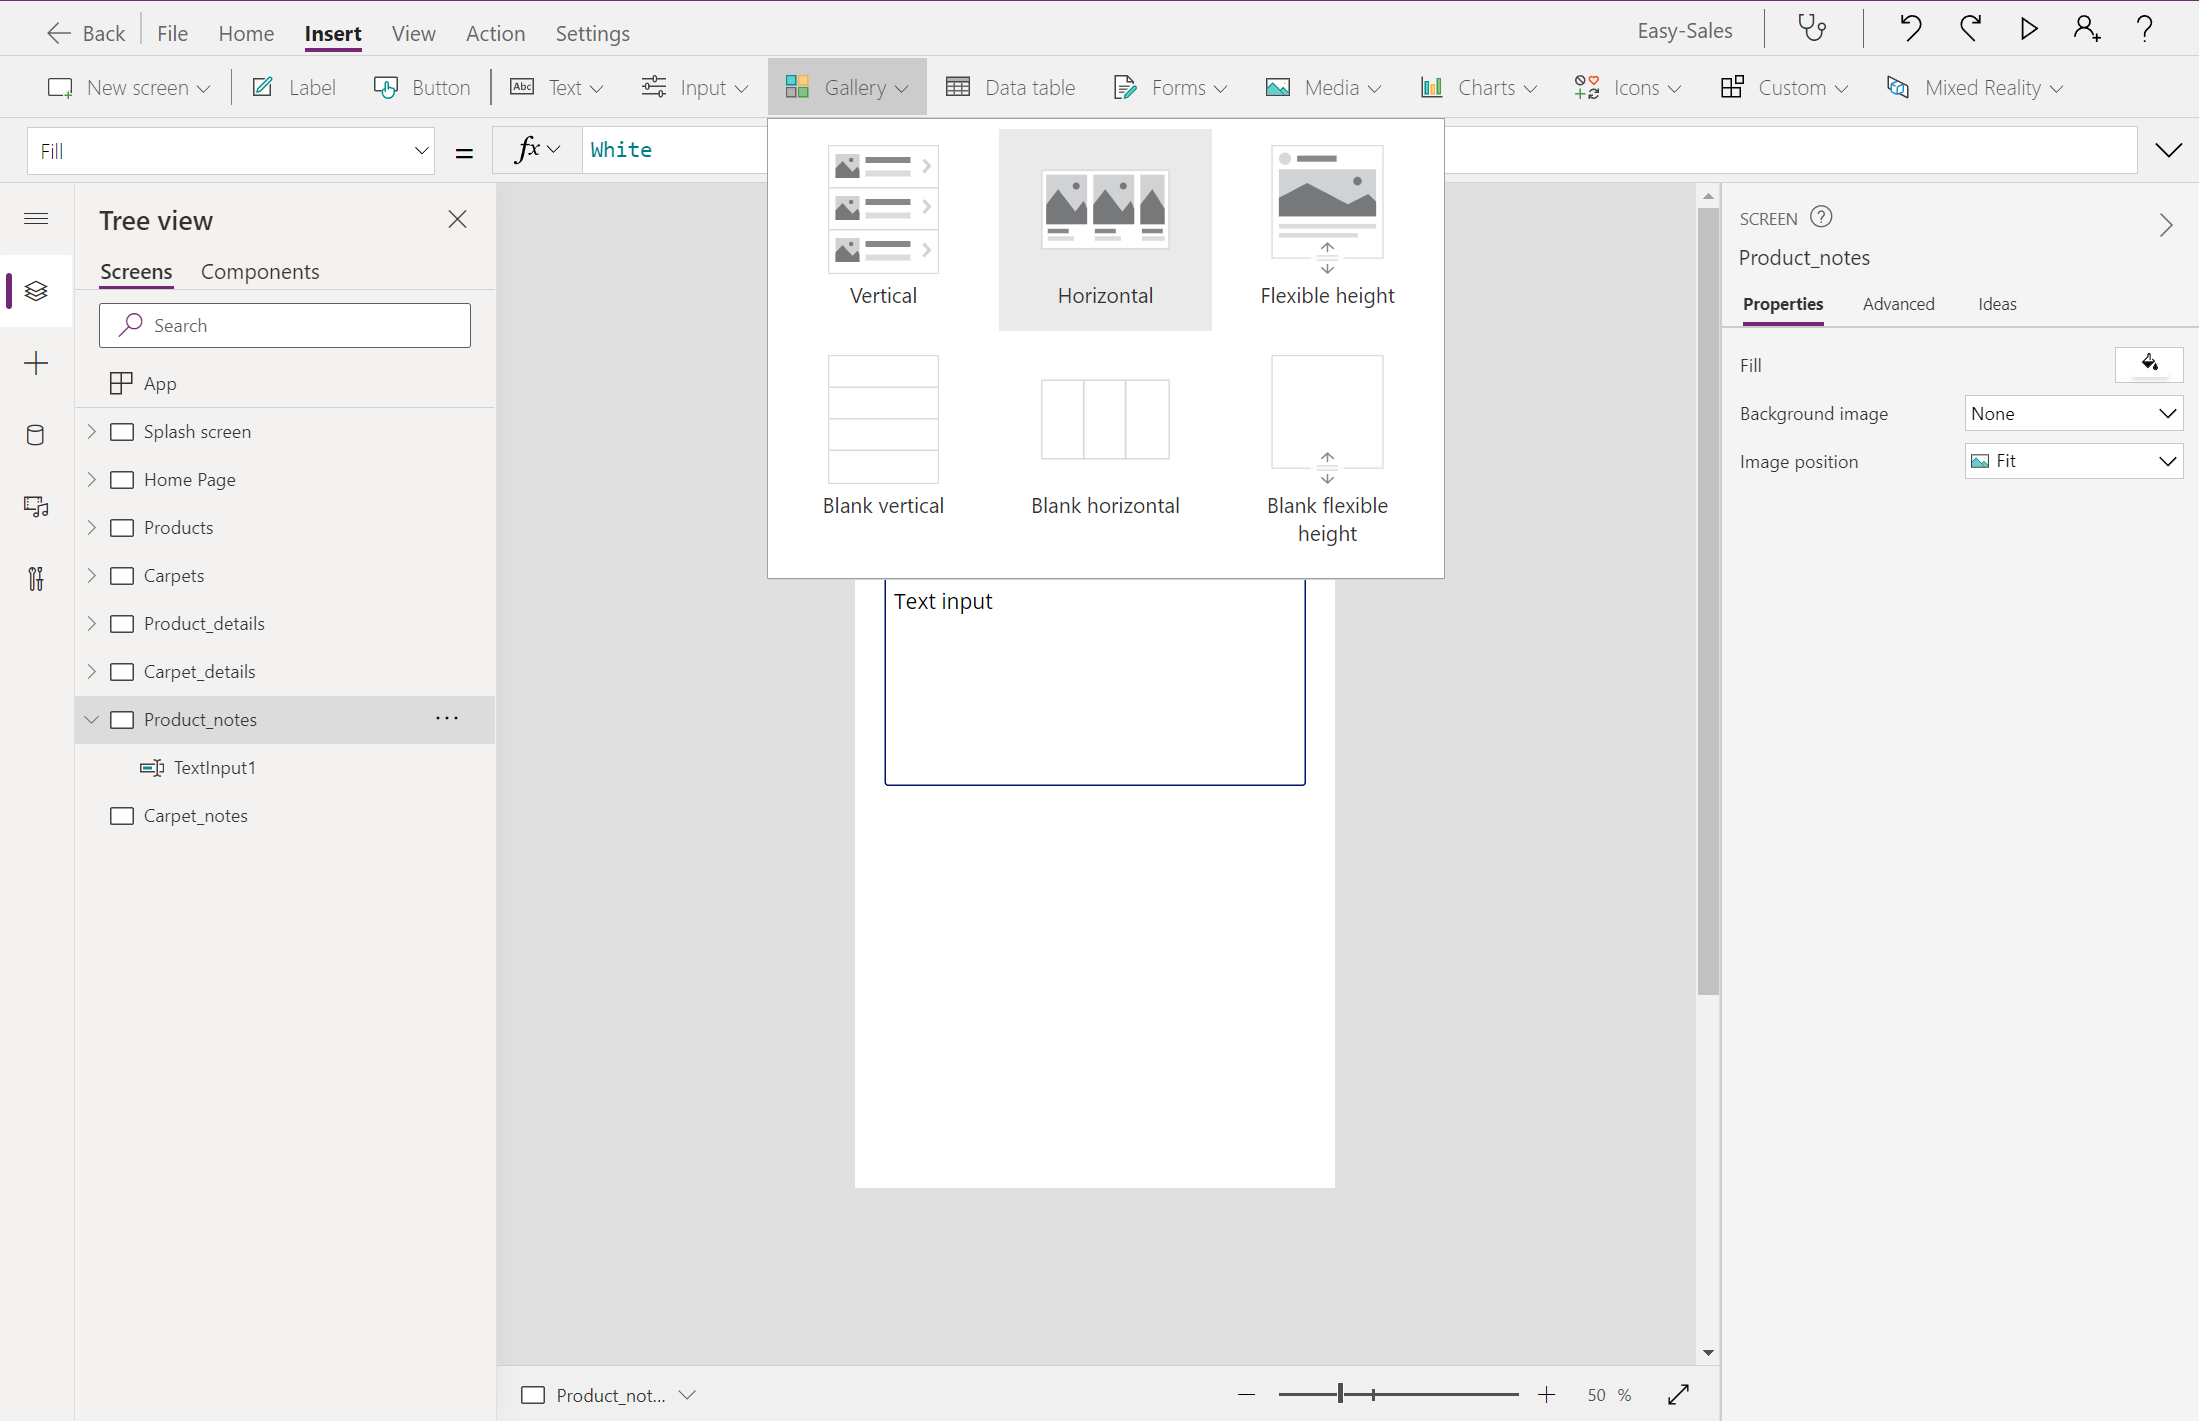 Back File Home Insert View Action Settings Easy-Sales
New screen Label Button Abc Text Input Gallery Data table Forms Media Charts Icons Custom Mixed Reality
Fill = fx White
Tree view
Screens Components
Search
App
Splash screen
Home Page
Products
Carpets
Product_details
Carpet_details
Product_notes ...
TextInput1
Carpet_notes
Vertical Horizontal Flexible height
Blank vertical Blank horizontal Blank flexible
height
Text input
SCREEN
Product_notes
Properties Advanced Ideas
Fill
Background image None
Image position Fit
Product_not... 50 %